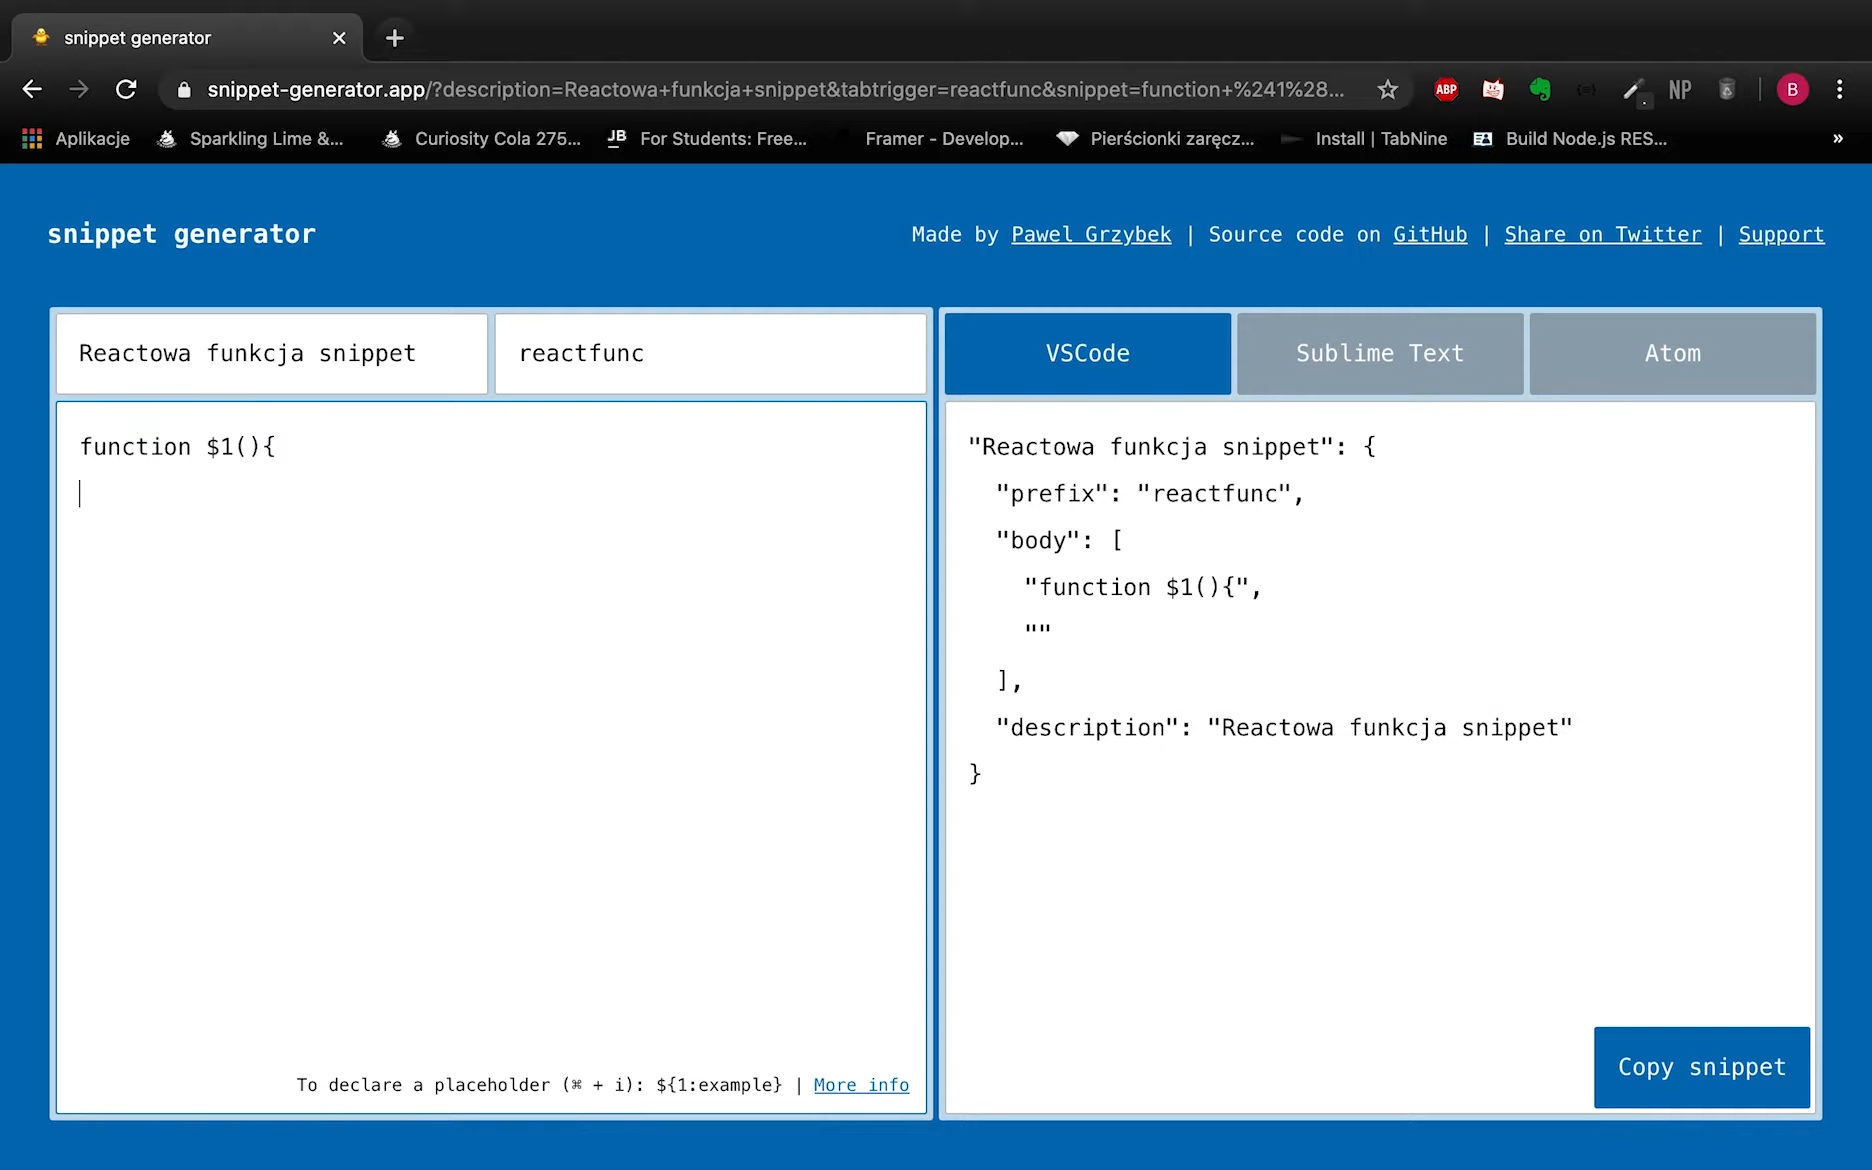 snippet generator
snippet-generator.app/?description=Reactowa+funkcja+snippet&tabtrigger=reactfunc&snippet=function+%241%28...
ABP
NP
B
Aplikacje
Sparkling Lime &...
Curiosity Cola 275...
JB
For Students: Free...
Framer - Develop...
Pierścionki zaręcz...
Install | TabNine
Build Node.js RES...
»
snippet generator
Made by Pawel Grzybek | Source code on GitHub | Share on Twitter | Support
Reactowa funkcja snippet
reactfunc
function $1(){
To declare a placeholder (⌘ + i): ${1:example} | More info
VSCode
Sublime Text
Atom
"Reactowa funkcja snippet": {
"prefix": "reactfunc",
"body": [
"function $1(){",
""
],
"description": "Reactowa funkcja snippet"
}
Copy snippet